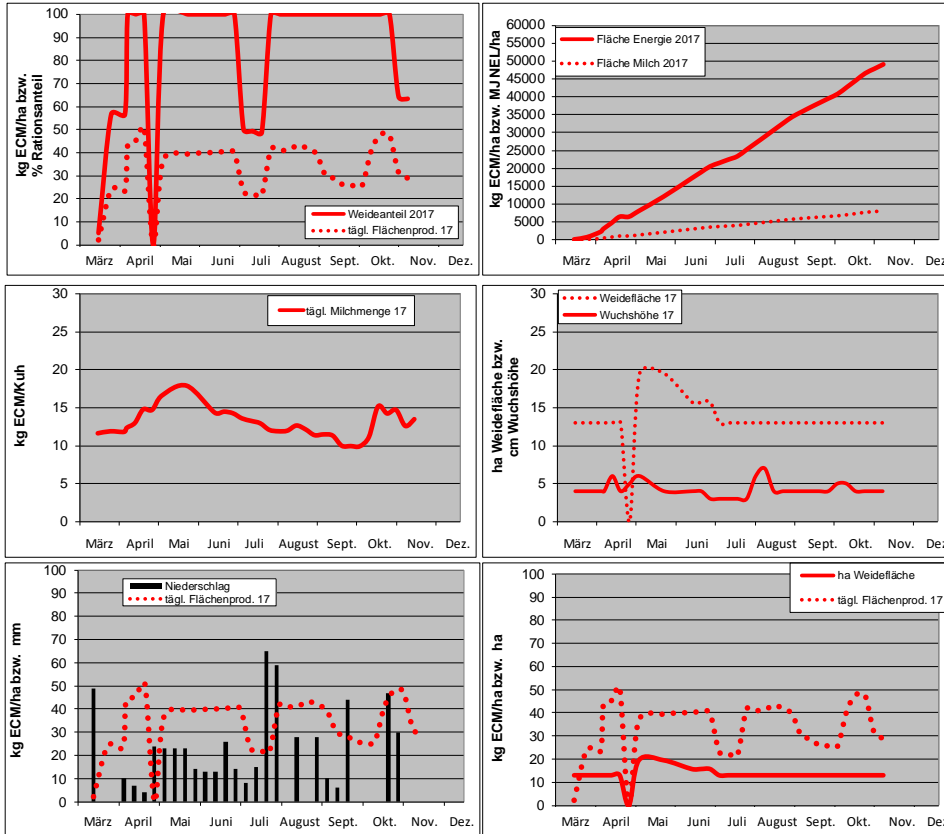 kg ECM/ha bzw.
% Rationsanteil
100
90
80
70
60
50
40
30
20
10
0
Weideanteil 2017
tägl. Flächenprod. 17
März April Mai Juni Juli August Sept. Okt. Nov. Dez.
kg ECM/ha bzw. MJ NEL/ha
60000
55000
50000
45000
40000
35000
30000
25000
20000
15000
10000
5000
0
Fläche Energie 2017
Fläche Milch 2017
März April Mai Juni Juli August Sept. Okt. Nov. Dez.
kg ECM/Kuh
30
25
20
15
10
5
0
tägl. Milchmenge 17
März April Mai Juni Juli August Sept. Okt. Nov. Dez.
ha Weidefläche bzw.
cm Wuchshöhe
30
25
20
15
10
5
0
Weidefläche 17
Wuchshöhe 17
März April Mai Juni Juli August Sept. Okt. Nov. Dez.
kg ECM/ha bzw. mm
100
90
80
70
60
50
40
30
20
10
0
Niederschlag
tägl. Flächenprod. 17
März April Mai Juni Juli August Sept. Okt. Nov. Dez.
kg ECM/ha bzw. ha
100
90
80
70
60
50
40
30
20
10
0
ha Weidefläche
tägl. Flächenprod. 17
März April Mai Juni Juli August Sept. Okt. Nov. Dez.